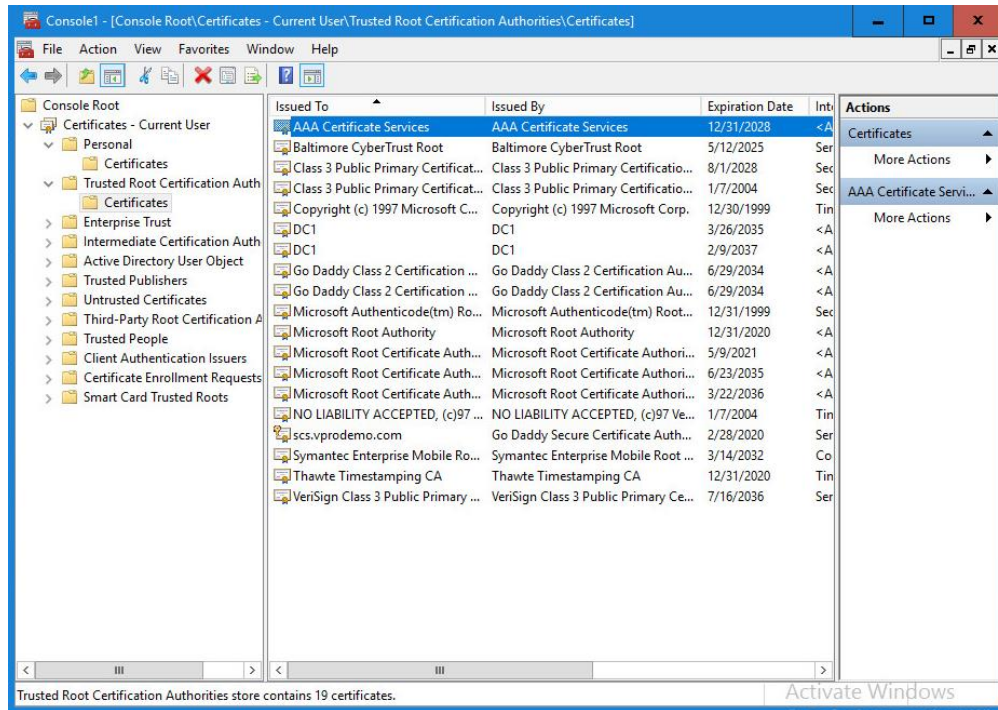 Console1 - [Console Root\Certificates - Current User\Trusted Root Certification Authorities\Certificates]
File Action View Favorites Window Help
Console Root
Certificates - Current User
Personal
Certificates
Trusted Root Certification Auth
Certificates
Enterprise Trust
Intermediate Certification Auth
Active Directory User Object
Trusted Publishers
Untrusted Certificates
Third-Party Root Certification A
Trusted People
Client Authentication Issuers
Certificate Enrollment Requests
Smart Card Trusted Roots
Issued To Issued By Expiration Date Inte
AAA Certificate Services AAA Certificate Services 12/31/2028 <A
Baltimore CyberTrust Root Baltimore CyberTrust Root 5/12/2025 Ser
Class 3 Public Primary Certificat... Class 3 Public Primary Certificatio... 8/1/2028 Sec
Class 3 Public Primary Certificat... Class 3 Public Primary Certificatio... 1/7/2004 Sec
Copyright (c) 1997 Microsoft C... Copyright (c) 1997 Microsoft Corp. 12/30/1999 Tin
DC1 DC1 3/26/2035 <A
DC1 DC1 2/9/2037 <A
Go Daddy Class 2 Certification ... Go Daddy Class 2 Certification Au... 6/29/2034 <A
Go Daddy Class 2 Certification ... Go Daddy Class 2 Certification Au... 6/29/2034 <A
Microsoft Authenticode(tm) Ro... Microsoft Authenticode(tm) Root... 12/31/1999 Sec
Microsoft Root Authority Microsoft Root Authority 12/31/2020 <A
Microsoft Root Certificate Auth... Microsoft Root Certificate Authori... 5/9/2021 <A
Microsoft Root Certificate Auth... Microsoft Root Certificate Authori... 6/23/2035 <A
Microsoft Root Certificate Auth... Microsoft Root Certificate Authori... 3/22/2036 <A
NO LIABILITY ACCEPTED, (c)97 ... NO LIABILITY ACCEPTED, (c)97 Ve... 1/7/2004 Tin
scs.vprodemo.com Go Daddy Secure Certificate Auth... 2/28/2020 Ser
Symantec Enterprise Mobile Ro... Symantec Enterprise Mobile Root ... 3/14/2032 Co
Thawte Timestamping CA Thawte Timestamping CA 12/31/2020 Tin
VeriSign Class 3 Public Primary ... VeriSign Class 3 Public Primary Ce... 7/16/2036 Ser
Actions
Certificates
More Actions
AAA Certificate Servi...
More Actions
Trusted Root Certification Authorities store contains 19 certificates.
Activate Windows